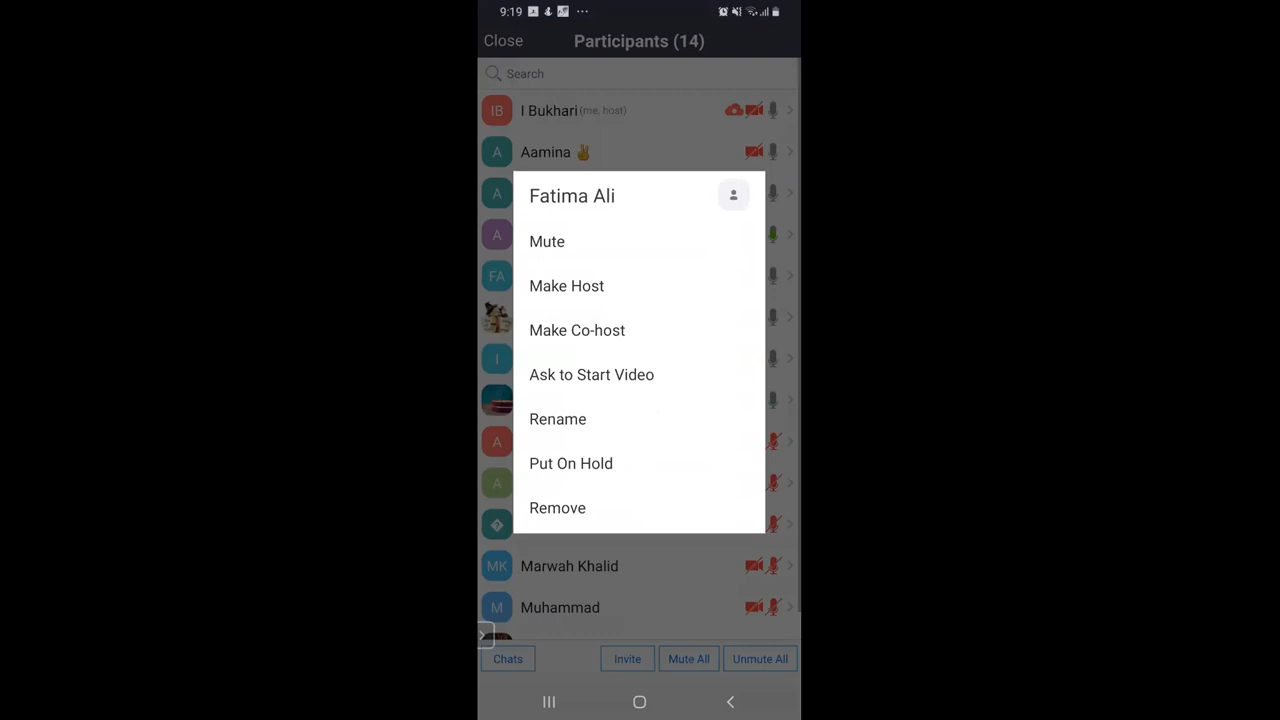 9:19
Close Participants (14)
Search
IB I Bukhari (me, host)
A Aamina ✌
A
A
FA
I
A
A
Fatima Ali
Mute
Make Host
Make Co-host
Ask to Start Video
Rename
Put On Hold
Remove
MK Marwah Khalid
M Muhammad
Chats Invite Mute All Unmute All